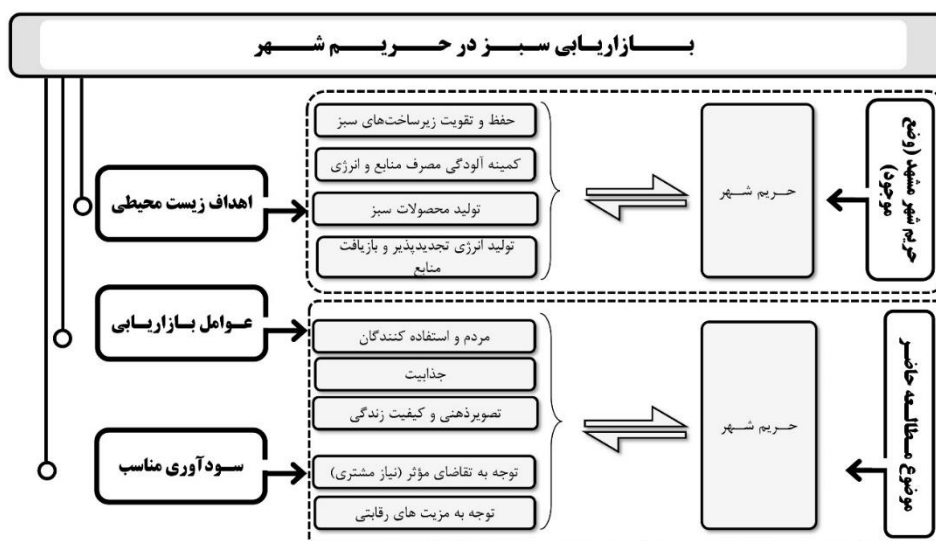 بازاریابی سبز در حریم شهر
حریم شهر مشهد (وضع
موجود)
حریم شهر
حفظ و تقویت زیرساخت‌های سبز
کمینه آلودگی مصرف منابع و انرژی
تولید محصولات سبز
تولید انرژی تجدیدپذیر و بازیافت
منابع
اهداف زیست محیطی
عوامل بازاریابی
سودآوری مناسب
موضوع مطالعه حاضر
حریم شهر
مردم و استفاده کنندگان
جذابیت
تصویرذهنی و کیفیت زندگی
توجه به تقاضای مؤثر (نیاز مشتری)
توجه به مزیت های رقابتی